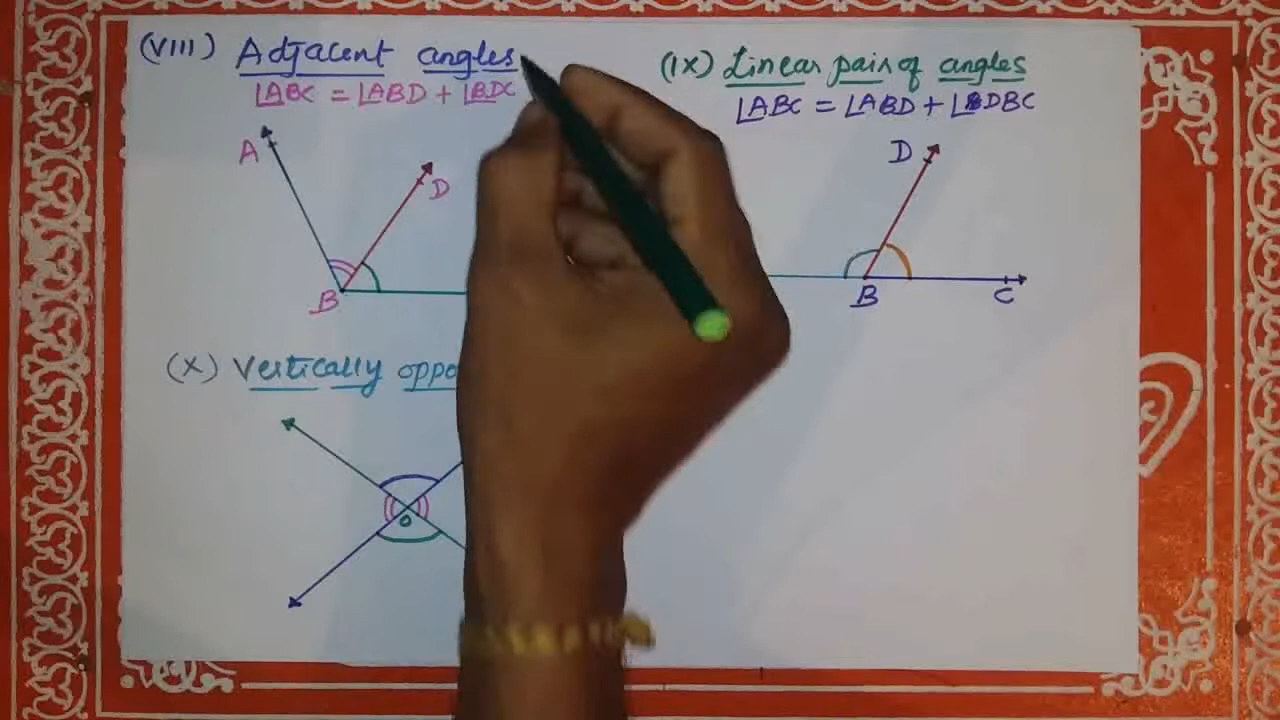 (VIII) Adjacent angles
∠ABC = ∠ABD + ∠BDC
A
D
B
(IX) Linear pair of angles
∠ABC = ∠ABD + ∠DBC
D
B
C
(X) Vertically oppo
O